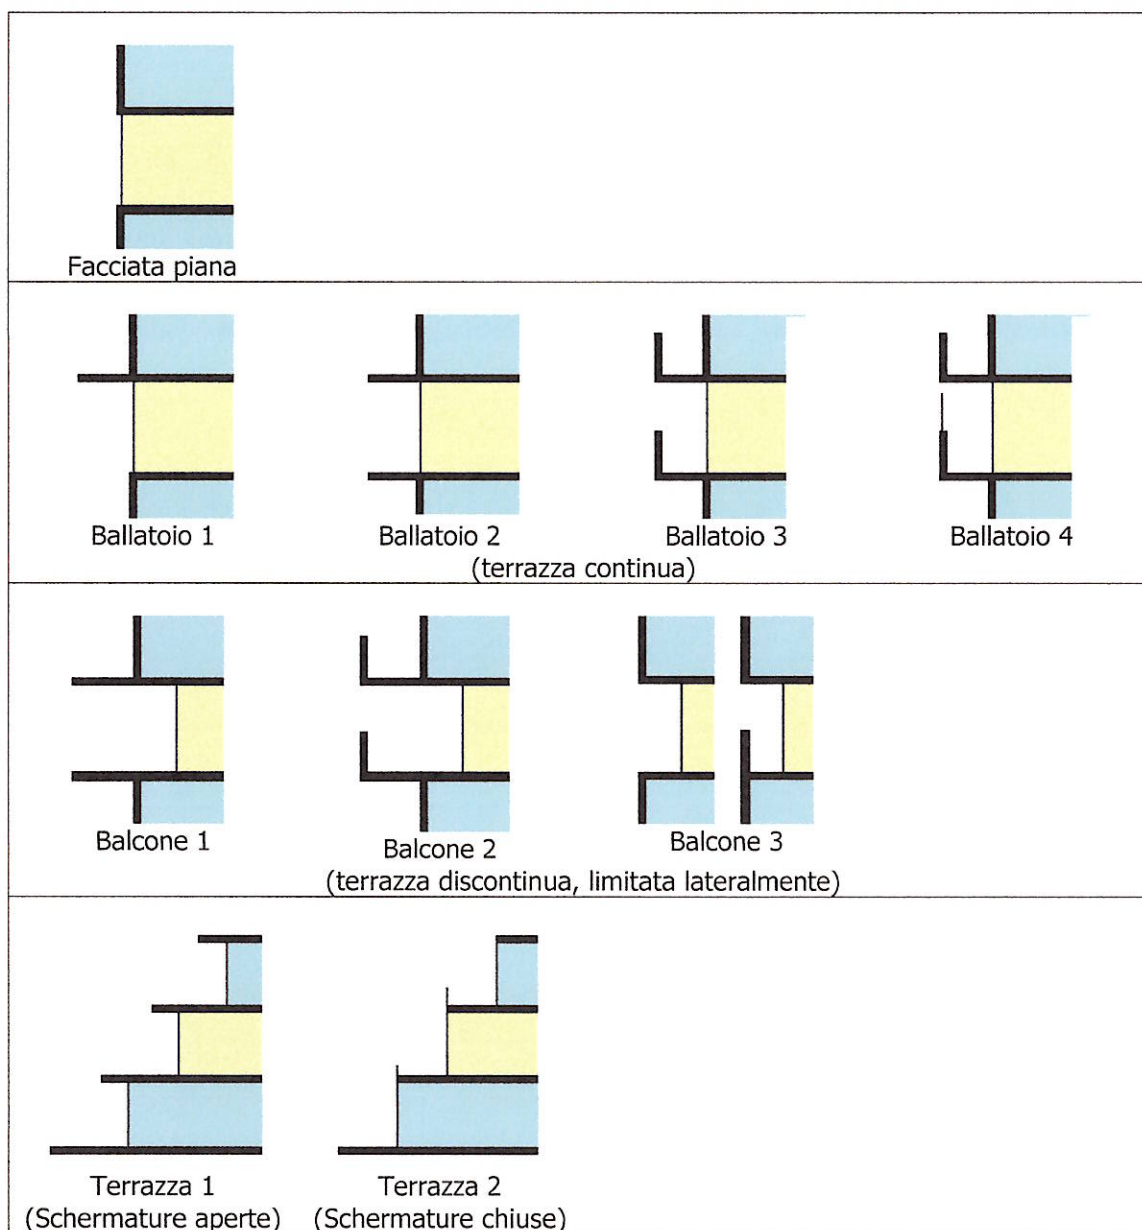 Facciata piana
Ballatoio 1
Ballatoio 2
Ballatoio 3
Ballatoio 4
(terrazza continua)
Balcone 1
Balcone 2
Balcone 3
(terrazza discontinua, limitata lateralmente)
Terrazza 1
(Schermature aperte)
Terrazza 2
(Schermature chiuse)